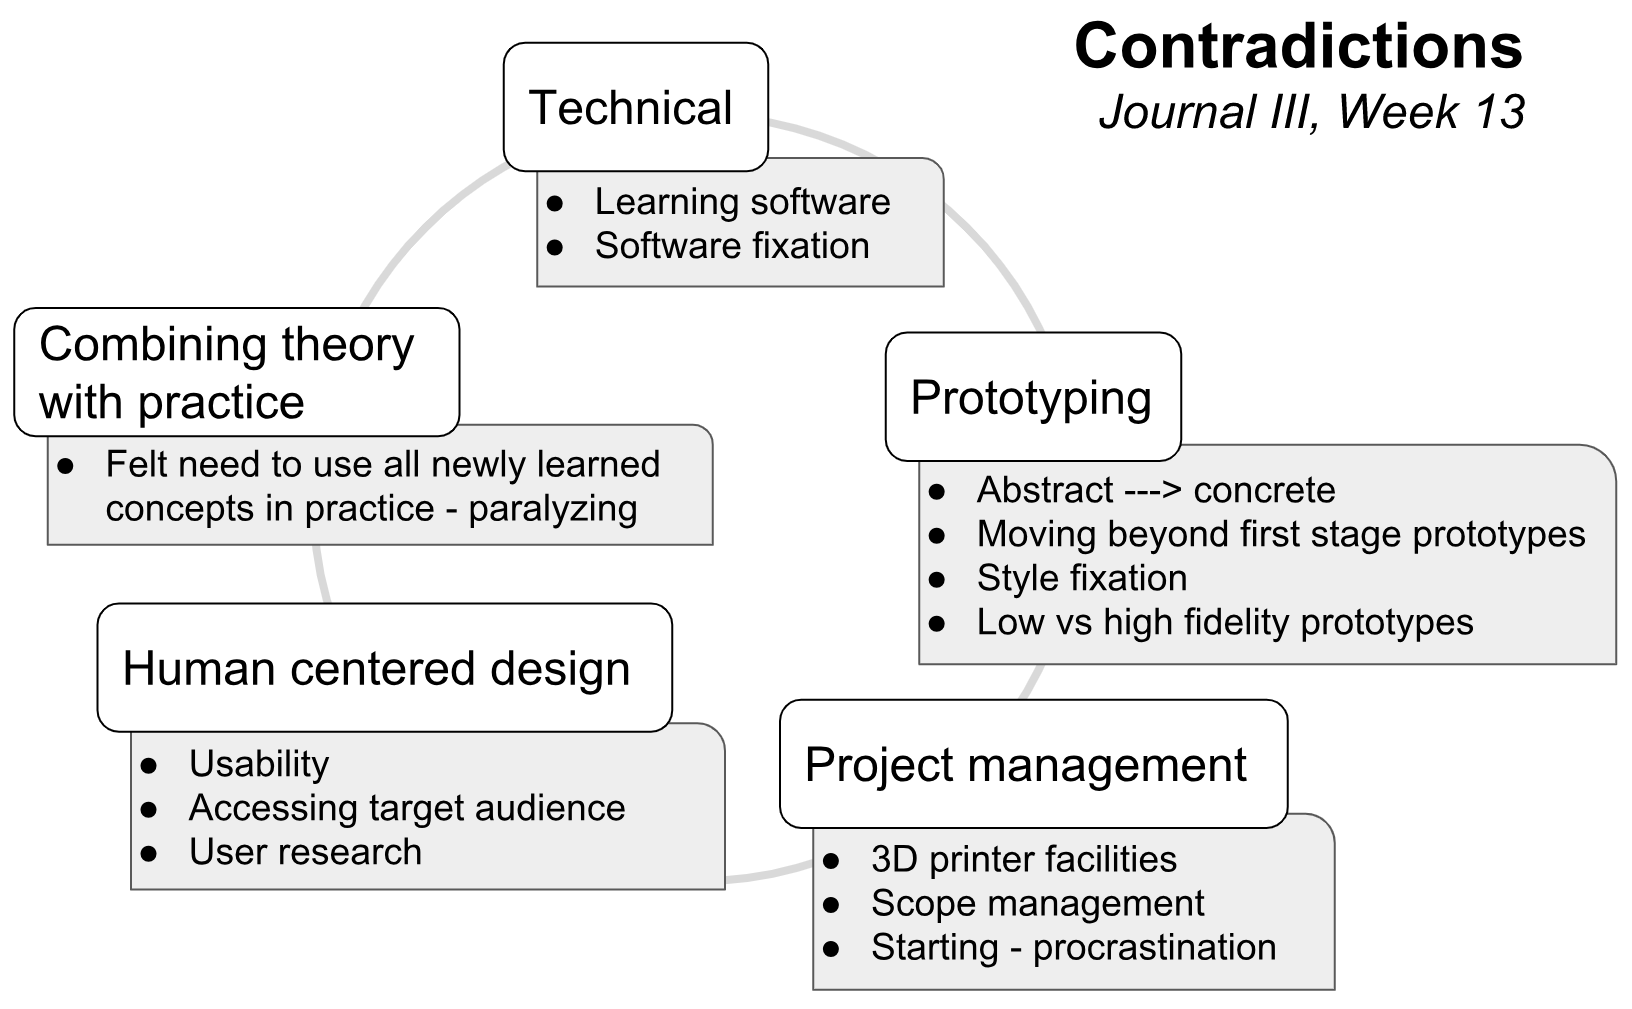 Contradictions
Journal III, Week 13
Technical
● Learning software
● Software fixation
Prototyping
● Abstract ---> concrete
● Moving beyond first stage prototypes
● Style fixation
● Low vs high fidelity prototypes
Project management
● 3D printer facilities
● Scope management
● Starting - procrastination
Human centered design
● Usability
● Accessing target audience
● User research
Combining theory
with practice
● Felt need to use all newly learned
concepts in practice - paralyzing